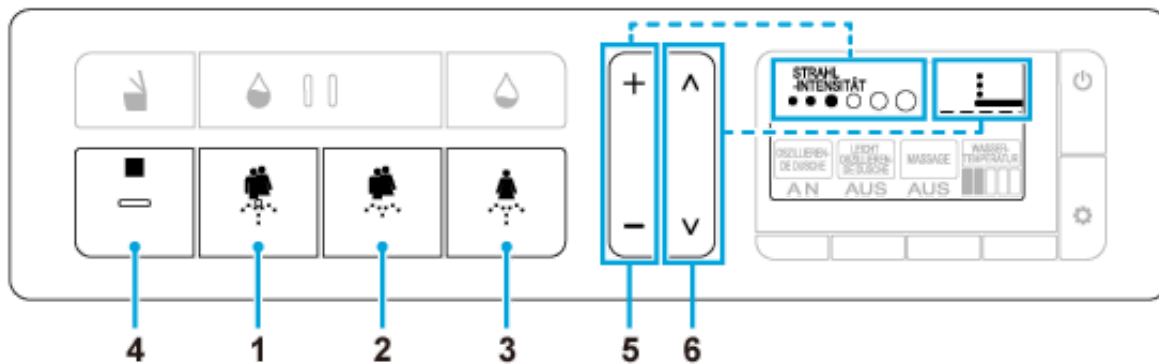 + ^
STRAHL
-INTENSITÄT
OSZILLIEREN-
DE DUSCHE
LEICHT
OSZILLIEREN-
DE DUSCHE
MASSAGE
WASSER-
TEMPERATUR
AN AUS AUS
− v
4 1 2 3 5 6